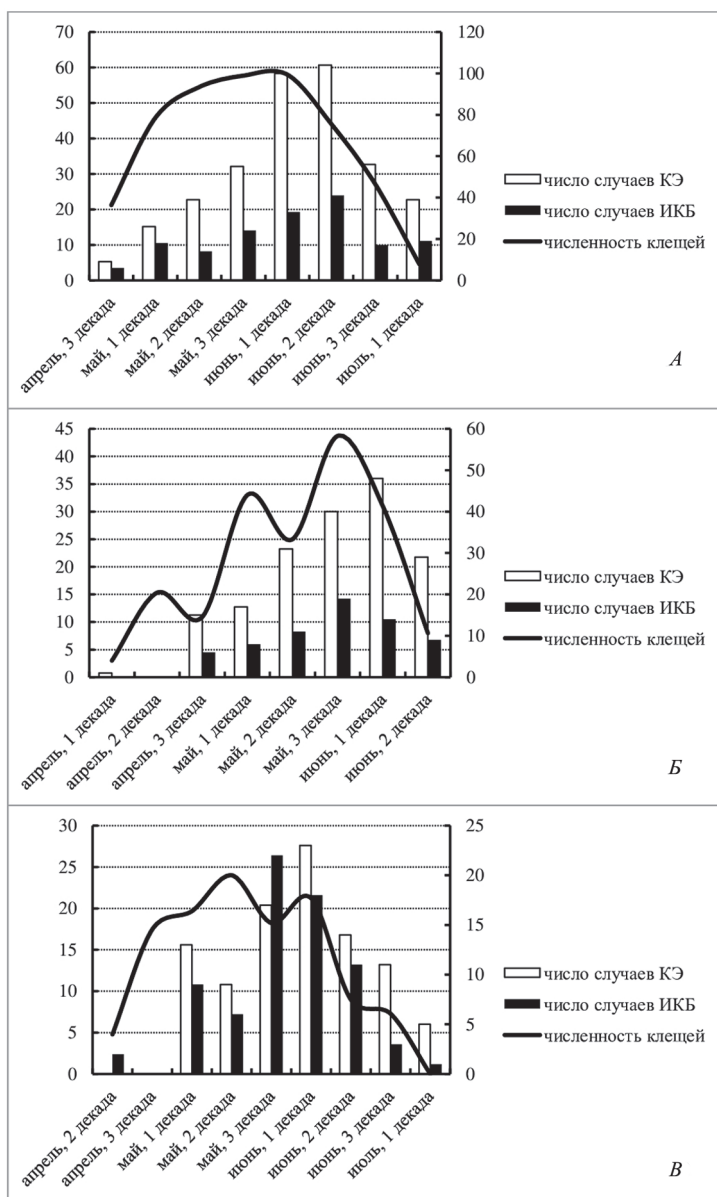 70
60
50
40
30
20
10
0
120
100
80
60
40
20
0
число случаев КЭ
число случаев ИКБ
численность клещей
апрель, 3 декада
май, 1 декада
май, 2 декада
май, 3 декада
июнь, 1 декада
июнь, 2 декада
июнь, 3 декада
июль, 1 декада
А
45
40
35
30
25
20
15
10
5
0
60
50
40
30
20
10
0
число случаев КЭ
число случаев ИКБ
численность клещей
апрель, 1 декада
апрель, 2 декада
апрель, 3 декада
май, 1 декада
май, 2 декада
май, 3 декада
июнь, 1 декада
июнь, 2 декада
Б
30
25
20
15
10
5
0
25
20
15
10
5
0
число случаев КЭ
число случаев ИКБ
численность клещей
апрель, 2 декада
апрель, 3 декада
май, 1 декада
май, 2 декада
май, 3 декада
июнь, 1 декада
июнь, 2 декада
июнь, 3 декада
июль, 1 декада
В